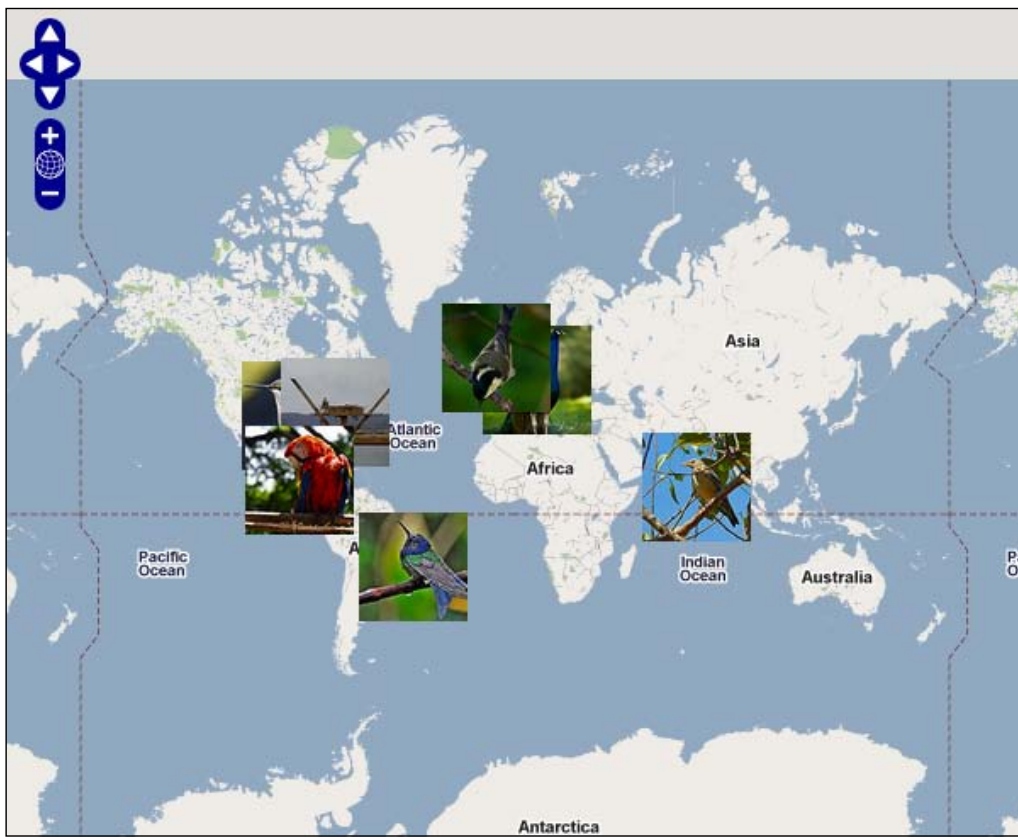 Asia
Atlantic
Ocean
Africa
A
Pacific
Ocean
Indian
Ocean
Australia
P
O
Antarctica